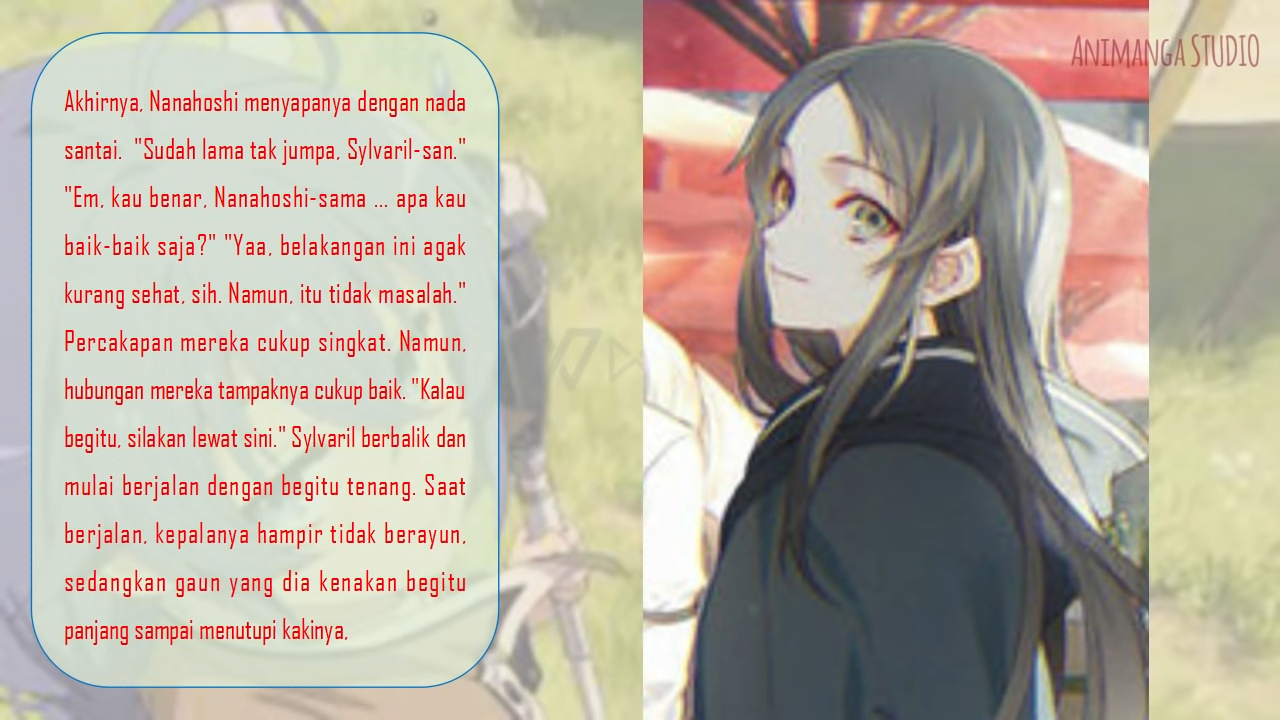 ANIMANGA STUDIO
Akhirnya, Nanahoshi menyapanya dengan nada
santai. "Sudah lama tak jumpa, Sylvaril-san."
"Em, kau benar, Nanahoshi-sama ... apa kau
baik-baik saja?" "Yaa, belakangan ini agak
kurang sehat, sih. Namun, itu tidak masalah."
Percakapan mereka cukup singkat. Namun,
hubungan mereka tampaknya cukup baik. "Kalau
begitu, silakan lewat sini." Sylvaril berbalik dan
mulai berjalan dengan begitu tenang. Saat
berjalan, kepalanya hampir tidak berayun,
sedangkan gaun yang dia kenakan begitu
panjang sampai menutupi kakinya,